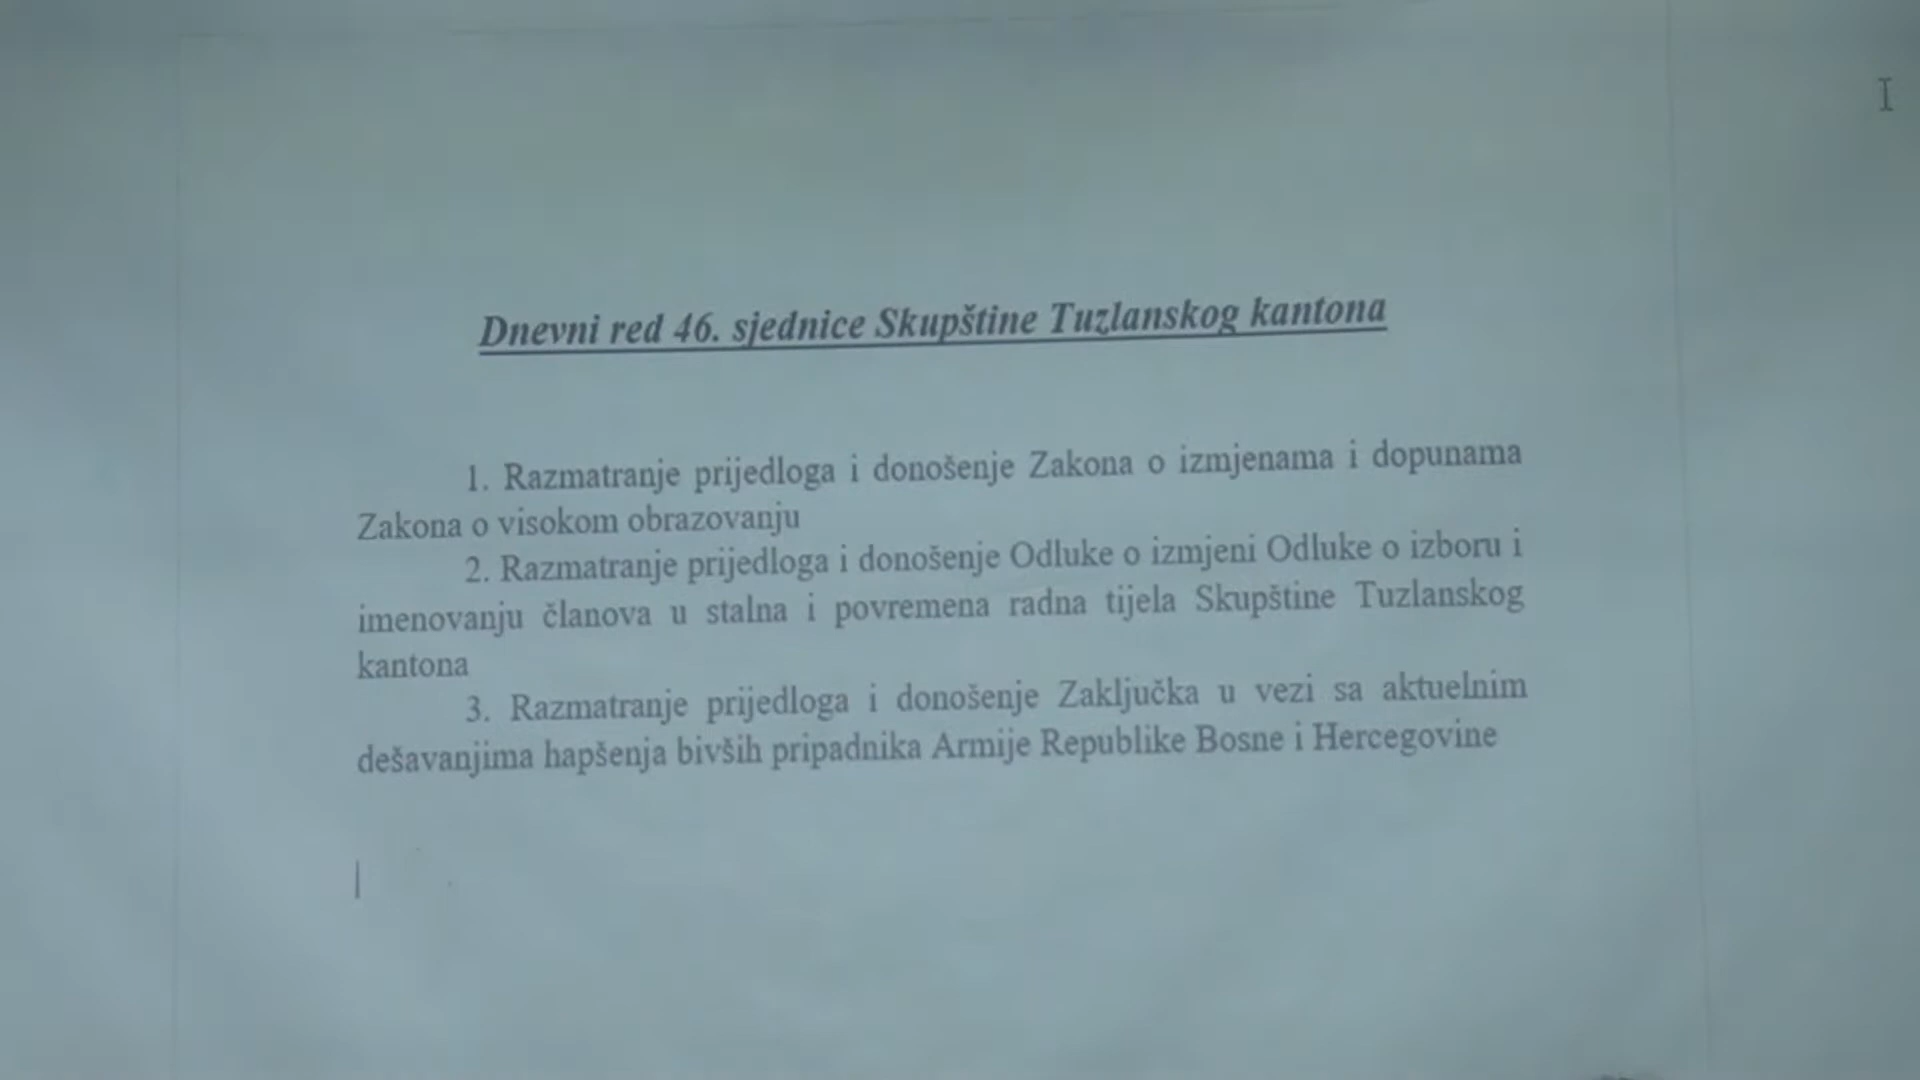 Dnevni red 46. sjednice Skupštine Tuzlanskog kantona
1. Razmatranje prijedloga i donošenje Zakona o izmjenama i dopunama
Zakona o visokom obrazovanju
2. Razmatranje prijedloga i donošenje Odluke o izmjeni Odluke o izboru i
imenovanju članova u stalna i povremena radna tijela Skupštine Tuzlanskog
kantona
3. Razmatranje prijedloga i donošenje Zaključka u vezi sa aktuelnim
dešavanjima hapšenja bivših pripadnika Armije Republike Bosne i Hercegovine